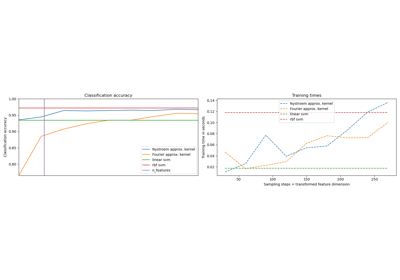 Classification accuracy
1.00
0.95
0.90
0.85
0.80
Classification accuracy
Nystroem approx. kernel
Fourier approx. kernel
linear svm
rbf svm
n_features
Training times
0.14
0.12
0.10
0.08
0.06
0.04
0.02
Training time in seconds
Nystroem approx. kernel
Fourier approx. kernel
linear svm
rbf svm
50
100
150
200
250
Sampling steps = transformed feature dimension